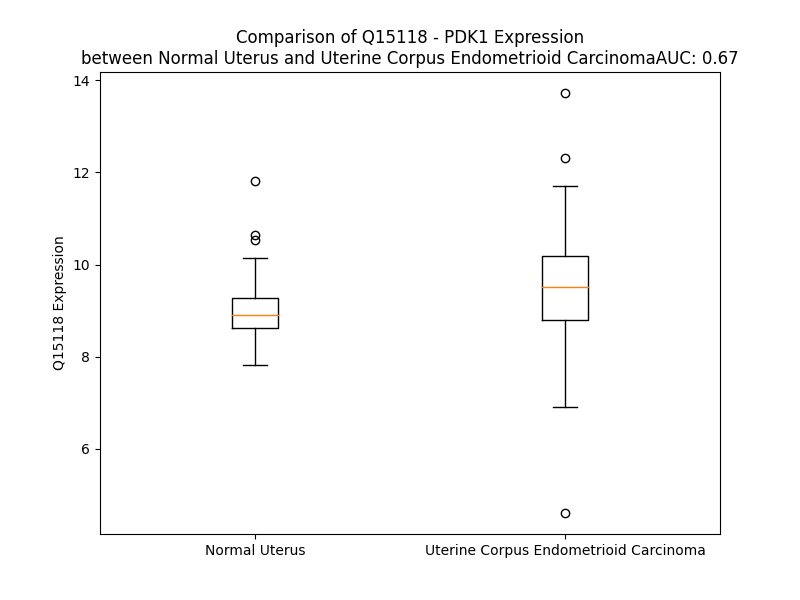 Comparison of Q15118 - PDK1 Expression
between Normal Uterus and Uterine Corpus Endometrioid CarcinomaAUC: 0.67
14
12
10
8
6
Q15118 Expression
Normal Uterus
Uterine Corpus Endometrioid Carcinoma